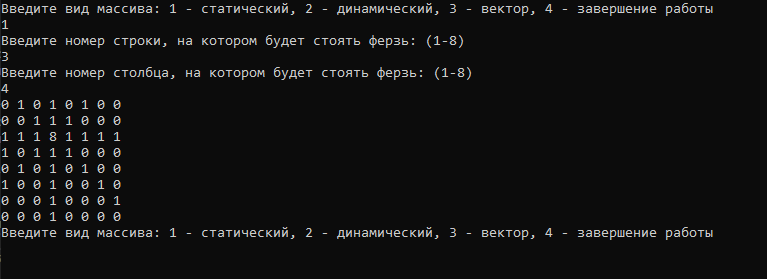 Введите вид массива: 1 - статический, 2 - динамический, 3 - вектор, 4 - завершение работы
1
Введите номер строки, на котором будет стоять ферзь: (1-8)
3
Введите номер столбца, на котором будет стоять ферзь: (1-8)
4
0 1 0 1 0 1 0 0
0 0 1 1 1 0 0 0
1 1 1 8 1 1 1 1
1 0 1 1 1 0 0 0
0 1 0 1 0 1 0 0
1 0 0 1 0 0 1 0
0 0 0 1 0 0 0 1
0 0 0 1 0 0 0 0
Введите вид массива: 1 - статический, 2 - динамический, 3 - вектор, 4 - завершение работы